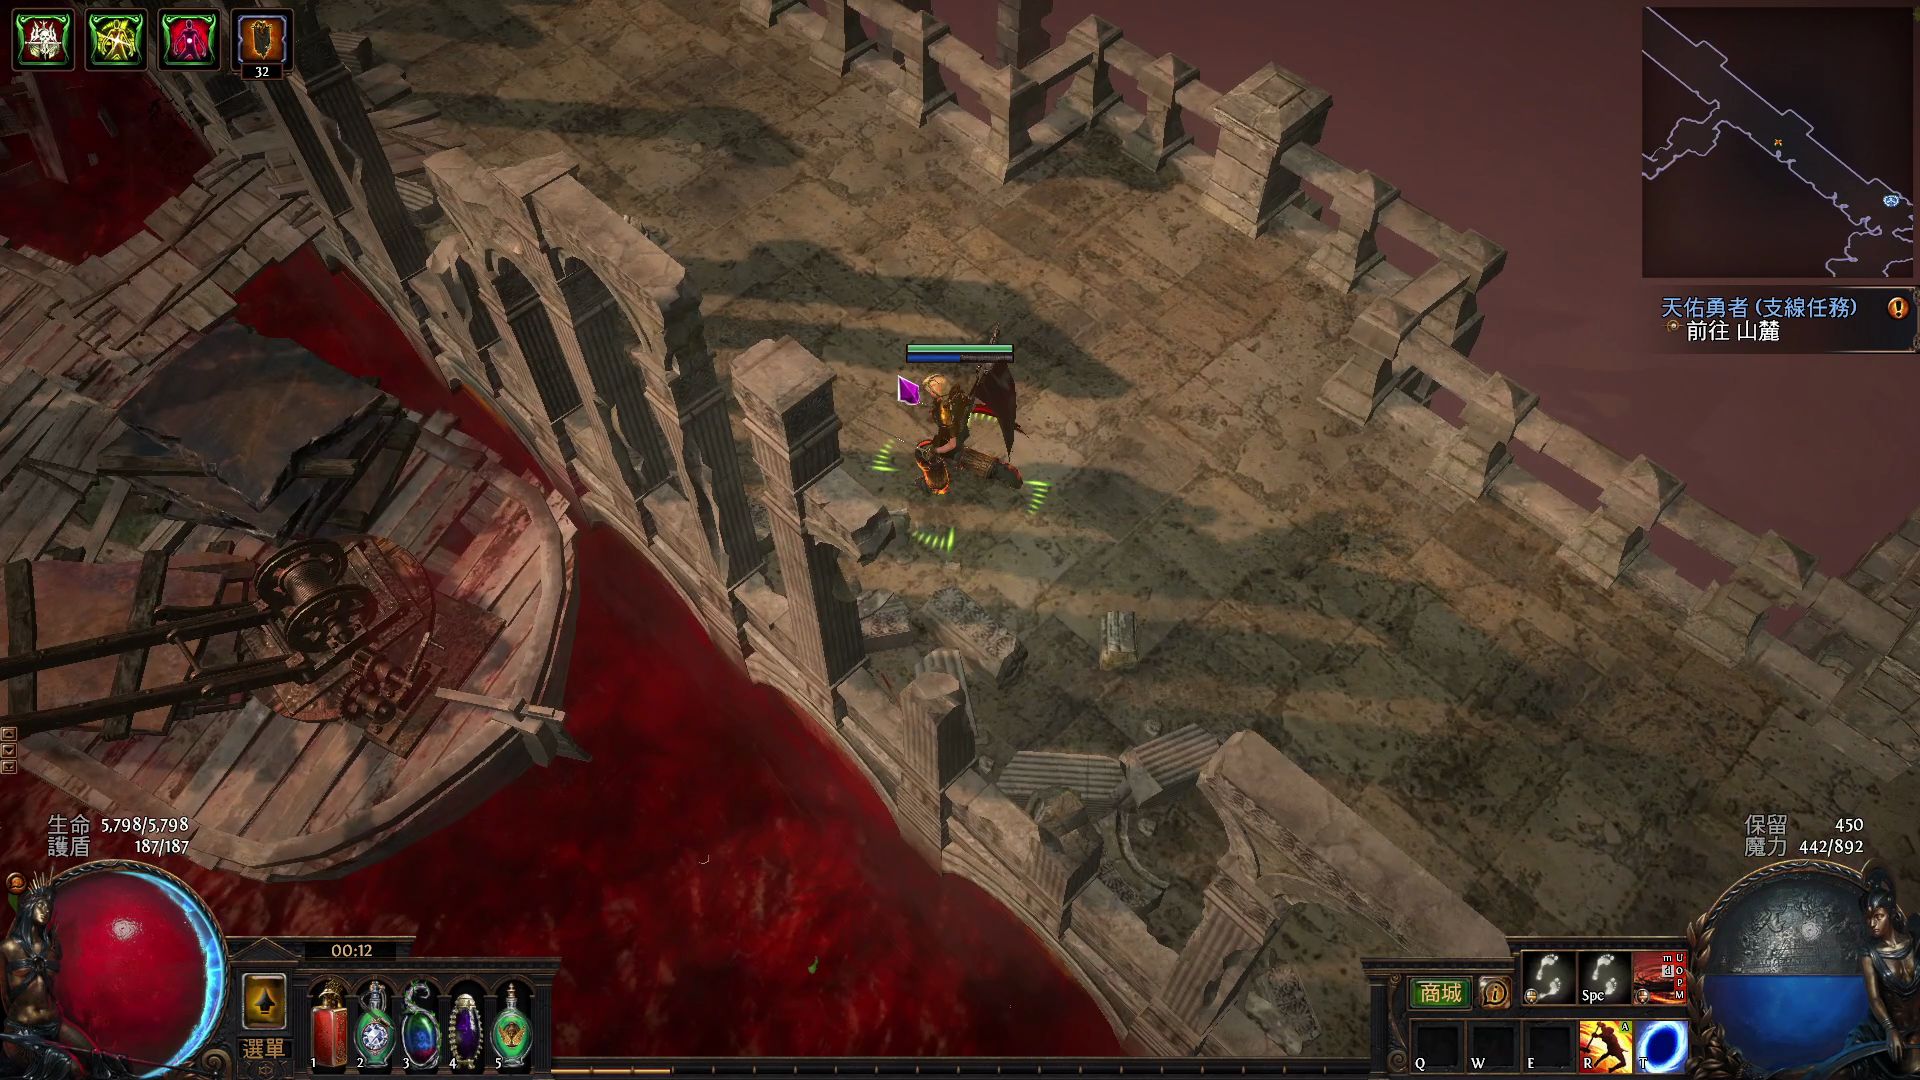 32
天佑勇者 (支線任務)
前往 山麓
生命 5,798/5,798
護盾 187/187
保留 450
魔力 442/892
00:12
選單
1 2 3 4 5
商城
Spc
m U
d O
P
M
Q W E R A T